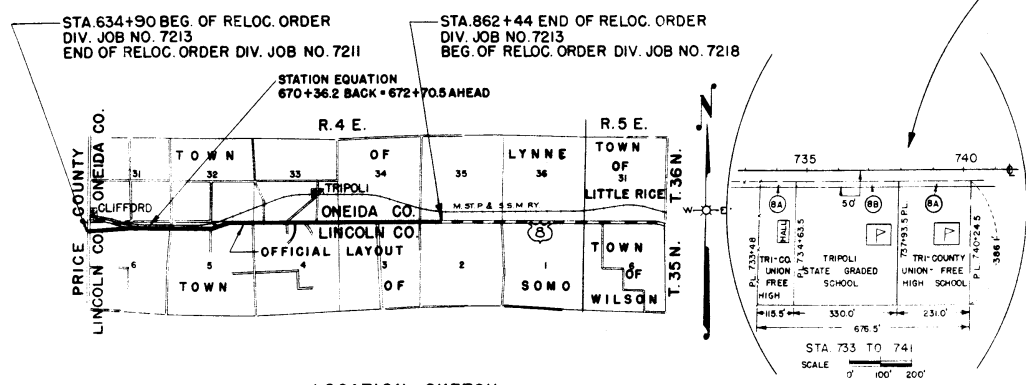 STA.634+90 BEG. OF RELOC. ORDER
DIV. JOB NO. 7213
END OF RELOC. ORDER DIV. JOB NO. 7211
STA.862+44 END OF RELOC. ORDER
DIV. JOB NO. 7213
BEG. OF RELOC. ORDER DIV. JOB NO. 7218
STATION EQUATION
670+36.2 BACK = 672+70.5 AHEAD
R. 4 E.
R. 5 E.
N
PRICE COUNTY
ONEIDA CO.
LINCOLN CO.
PRICE
T. 36 N.
T. 35 N.
TOWN OF LYNNE
TOWN
OF
31
LITTLE RICE
31 32 33 34 35 36
TRIPOLI
CLIFFORD
ONEIDA CO.
LINCOLN CO.
M. ST P & S S M RY
8
OFFICIAL LAYOUT
W E
6 5 4 3 2 1 6
TOWN OF SOMO
TOWN
OF
WILSON
735 740
8A 50' 8B 8A
HALL
P.L. 733+48
P.L. 734+63.5
737+93.5 P.L.
P.L. 740+24.5
386
TRI-CO.
UNION
FREE
HIGH
TRIPOLI
STATE GRADED
SCHOOL
TRI-COUNTY
UNION-FREE
HIGH SCHOOL
115.5' 330.0' 231.0'
676.5'
STA. 733 TO 741
SCALE
0' 100' 200'
LOCATION SKETCH